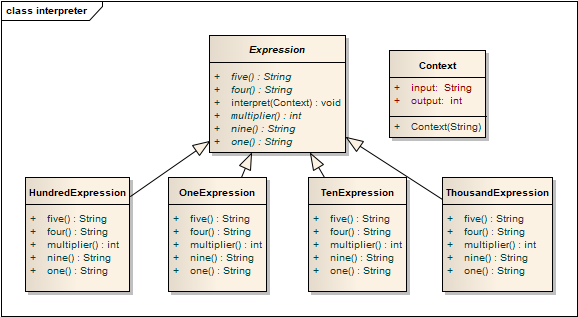 class interpreter
Expression
+ five() : String
+ four() : String
+ interpret(Context) : void
+ multiplier() : int
+ nine() : String
+ one() : String
Context
+ input: String
+ output: int
+ Context(String)
HundredExpression
+ five() : String
+ four() : String
+ multiplier() : int
+ nine() : String
+ one() : String
OneExpression
+ five() : String
+ four() : String
+ multiplier() : int
+ nine() : String
+ one() : String
TenExpression
+ five() : String
+ four() : String
+ multiplier() : int
+ nine() : String
+ one() : String
ThousandExpression
+ five() : String
+ four() : String
+ multiplier() : int
+ nine() : String
+ one() : String